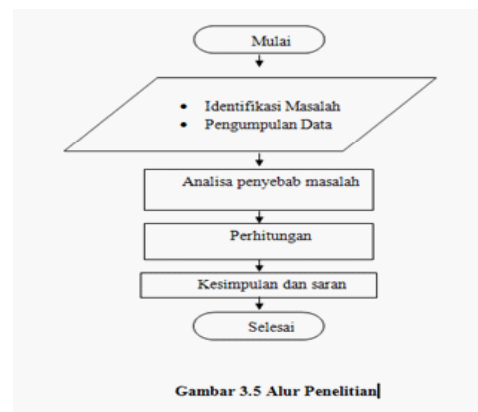 Mulai
• Identifikasi Masalah
• Pengumpulan Data
Analisa penyebab masalah
Perhitungan
Kesimpulan dan saran
Selesai
Gambar 3.5 Alur Penelitian